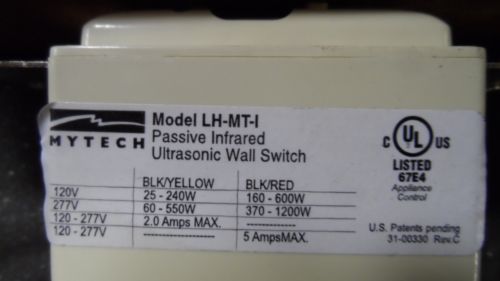 MYTECH
Model LH-MT-I
Passive Infrared
Ultrasonic Wall Switch
C UL US
LISTED
67E4
Appliance
Control
BLK/YELLOW BLK/RED
120V 25 - 240W 160 - 600W
277V 60 - 550W 370 - 1200W
120 - 277V 2.0 Amps MAX. --------------
120 - 277V ------------------ 5 AmpsMAX.
U.S. Patents pending
31-00330 Rev.C